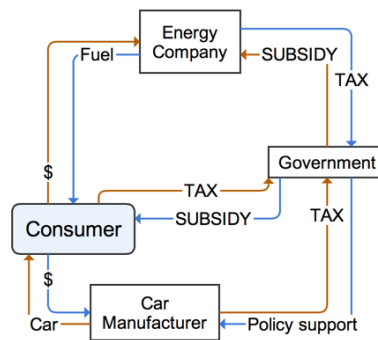 Energy
Company
Fuel
SUBSIDY
TAX
$
Government
TAX
SUBSIDY
TAX
Consumer
$
Car
Manufacturer
Car
Policy support